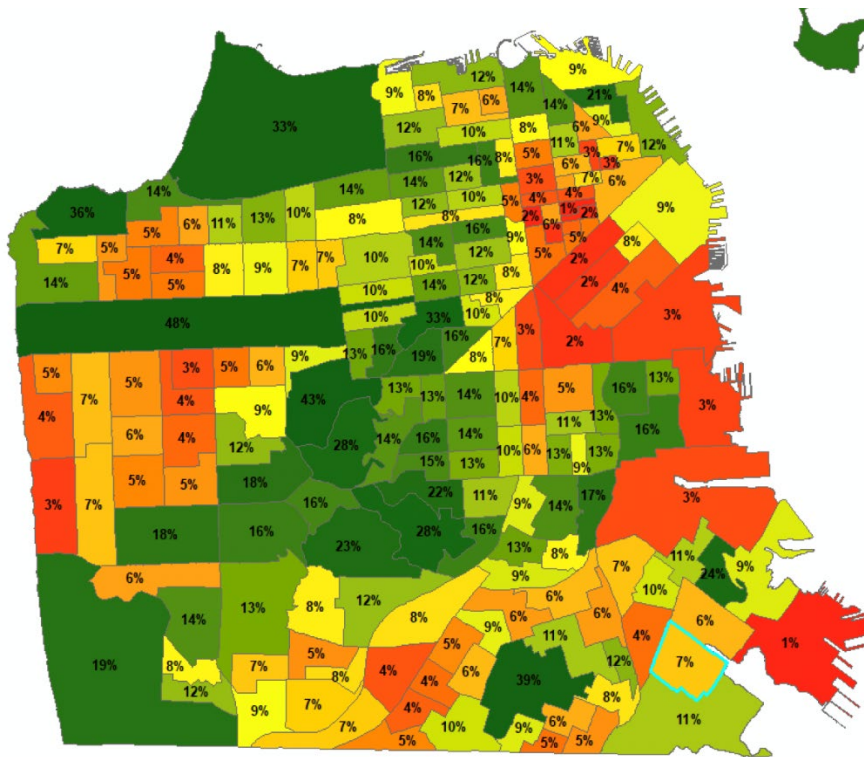 9% 12% 9%
9% 8% 14% 21%
7% 6% 14%
33% 12% 10% 8% 6% 9%
11% 7% 12%
16% 16% 8% 5% 6% 3% 3%
14% 14% 14% 12% 3% 7% 6%
36% 12% 10% 5% 4% 4%
5% 6% 11% 13% 10% 8% 8% 2% 1% 2% 9%
7% 5% 4% 14% 16% 9% 6% 5% 8%
8% 9% 7% 7% 10% 10% 12% 5% 2%
14% 5% 5% 14% 12% 8% 2% 4%
10% 8%
48% 10% 33% 10% 3%
13% 16% 16% 7% 3% 2%
9% 19% 8%
5% 3% 5% 6% 13% 14% 5% 16% 13%
5% 43% 13% 10% 4%
7% 4% 3%
4% 9% 11% 13% 16%
6% 4% 28% 14% 16% 14% 10% 6% 13% 13%
12% 15% 13% 9%
5% 5% 18% 22% 11% 17%
3% 7% 16% 9% 14% 3%
18% 16% 28% 16%
23% 13% 8% 11%
9% 7% 24% 9%
6% 10%
13% 8% 12% 6%
14% 8% 6% 6% 6%
19% 9% 11% 4% 1%
8% 7% 5% 5% 12% 7%
12% 8% 4% 4% 6% 39%
9% 7% 4% 8% 11%
7% 10% 9% 6%
5% 5% 5%